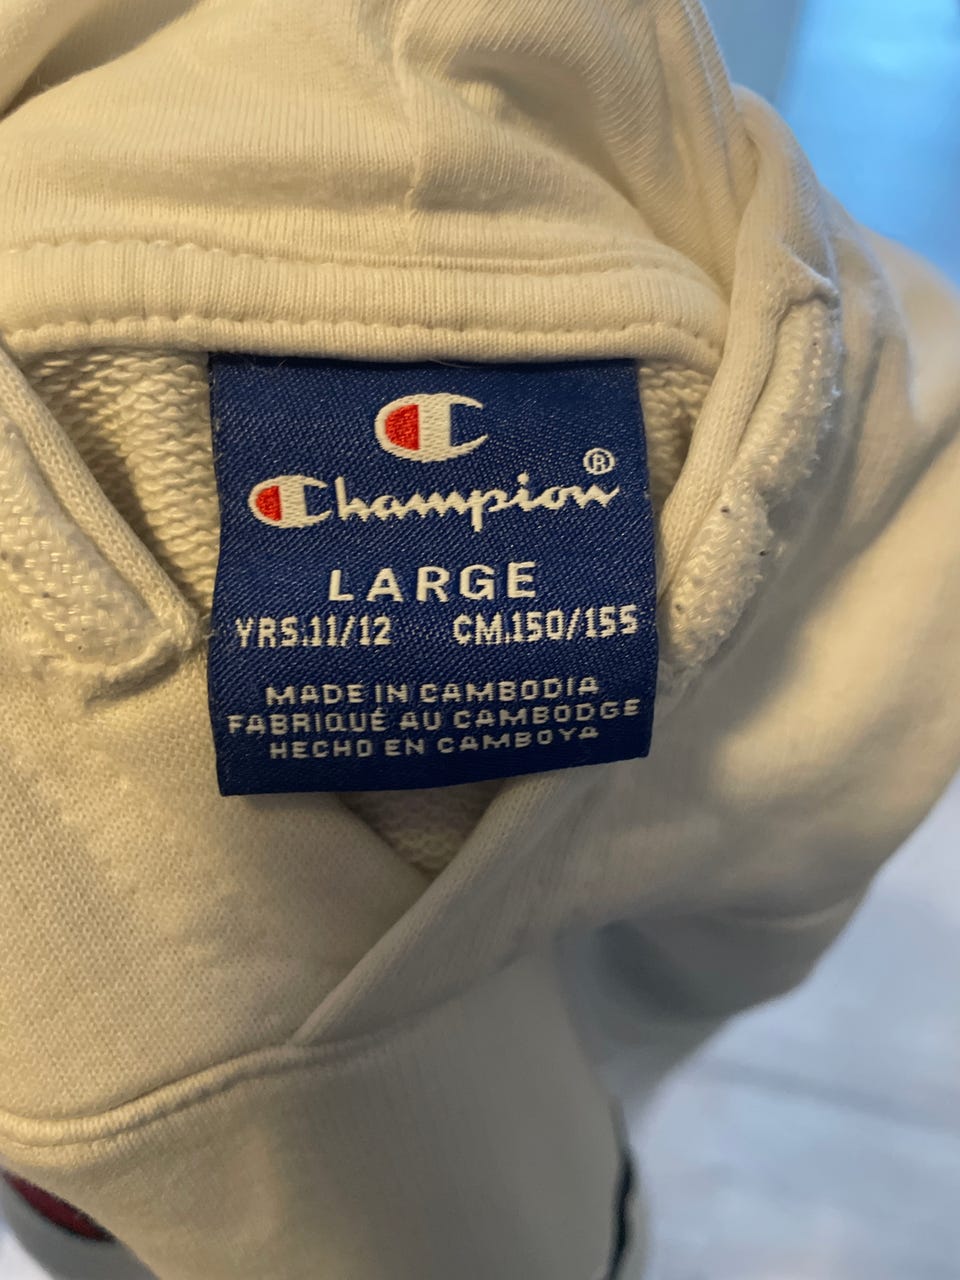 Champion®
LARGE
YRS.11/12 CM.150/155
MADE IN CAMBODIA
FABRIQUÉ AU CAMBODGE
HECHO EN CAMBOYA